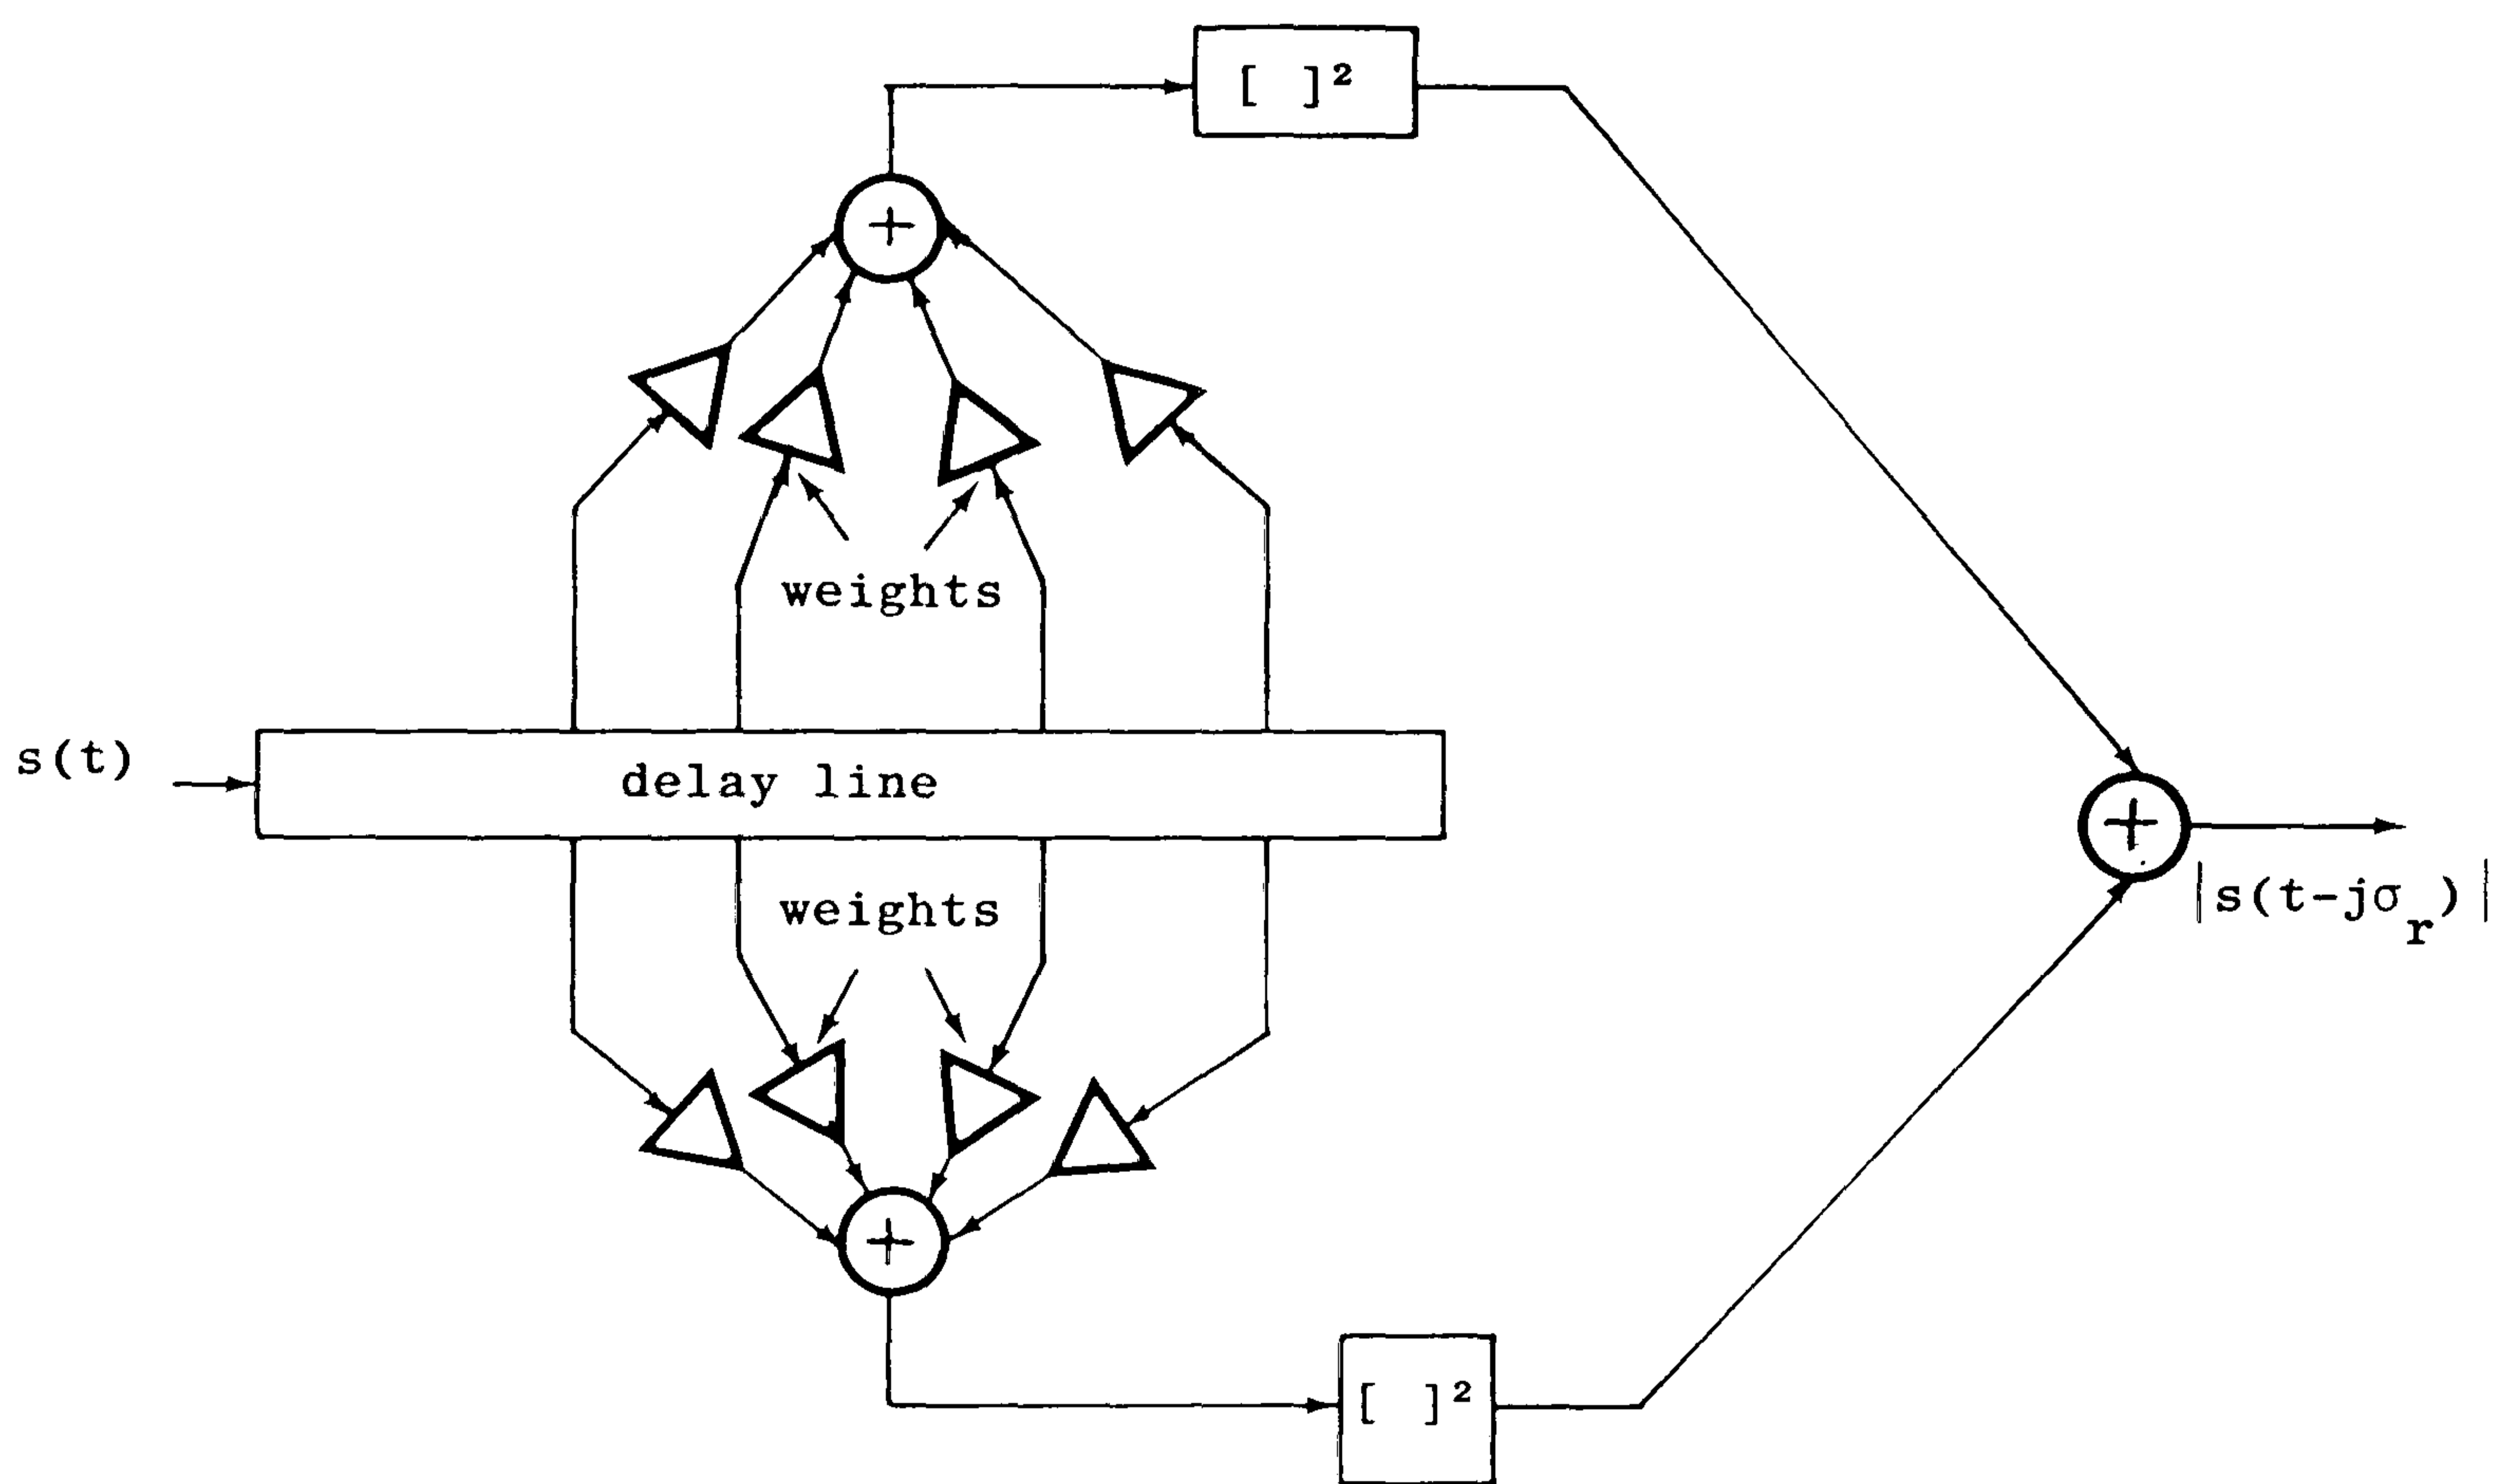 [ ]²
+
weights
s(t)
delay line
+
|s(t-jσr)|
weights
+
[ ]²